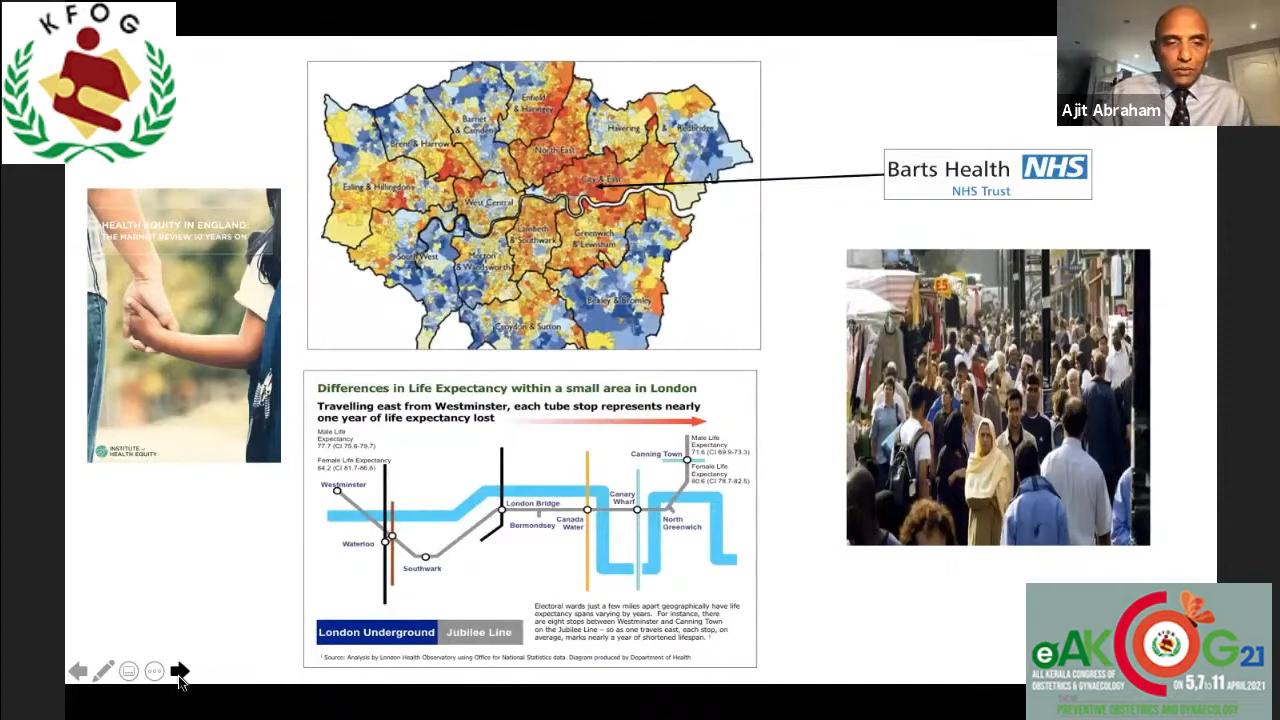 KFOG
Ajit Abraham
Barts Health NHS
NHS Trust
Enfield
& Haringey
Barnet
& Camden
Brent & Harrow
Havering & Redbridge
North East
City & East
Ealing & Hillingdon
West Central
Lambeth
& Southwark
Greenwich
& Lewisham
South West
Merton
& Wandsworth
Bexley & Bromley
Croydon & Sutton
HEALTH EQUITY IN ENGLAND:
THE MARMOT REVIEW 10 YEARS ON
INSTITUTE of
HEALTH EQUITY
£5
Differences in Life Expectancy within a small area in London
Travelling east from Westminster, each tube stop represents nearly
one year of life expectancy lost
Male Life
Expectancy
77.7 (CI 75.6-79.7)
Female Life Expectancy
84.2 (CI 81.7-86.6)
Male Life
Expectancy
71.6 (CI 69.9-73.3)
Female Life
Expectancy
80.6 (CI 78.7-82.5)
Canning Town
Westminster
London Bridge
Bermondsey
Canada
Water
Canary
Wharf
North
Greenwich
Waterloo
Southwark
Electoral wards just a few miles apart geographically have life
expectancy spans varying by years. For instance, there
are eight stops between Westminster and Canning Town
on the Jubilee Line – so as one travels east, each stop, on
average, marks nearly a year of shortened lifespan. 1
London Underground Jubilee Line
1 Source: Analysis by London Health Observatory using Office for National Statistics data. Diagram produced by Department of Health
eAKCOG21
ALL KERALA CONGRESS OF
OBSTETRICS & GYNAECOLOGY
ON 5,7 to 11 APRIL 2021
THEME
PREVENTIVE OBSTETRICS AND GYNAECOLOGY